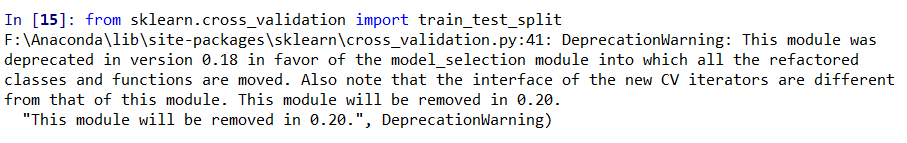 In [15]: from sklearn.cross_validation import train_test_split
F:\Anaconda\lib\site-packages\sklearn\cross_validation.py:41: DeprecationWarning: This module was
deprecated in version 0.18 in favor of the model_selection module into which all the refactored
classes and functions are moved. Also note that the interface of the new CV iterators are different
from that of this module. This module will be removed in 0.20.
  "This module will be removed in 0.20.", DeprecationWarning)